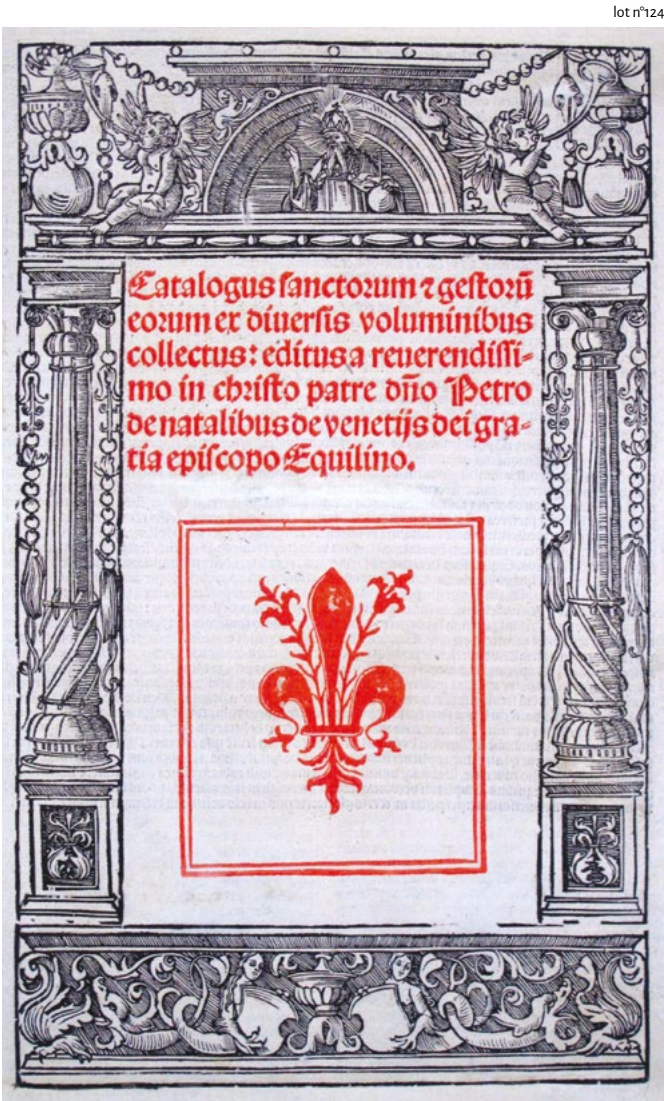 lot n°124
Catalogus sanctorum ⁊ gestorū
eorum ex diuersis voluminibus
collectus: editus a reuerendissi-
mo in christo patre dño Petro
de natalibus de venetijs dei gra-
tia episcopo Equilino.